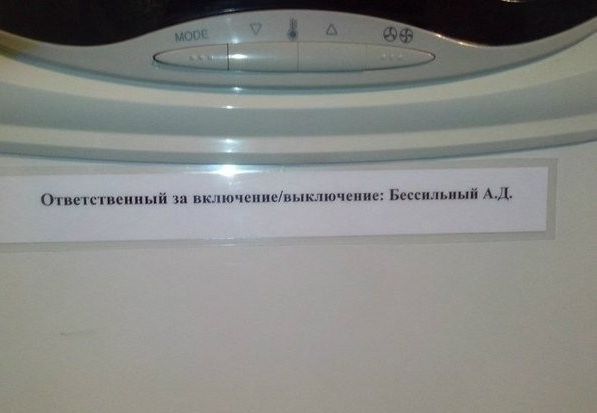 MODE
Ответственный за включение/выключение: Бессильный А.Д.